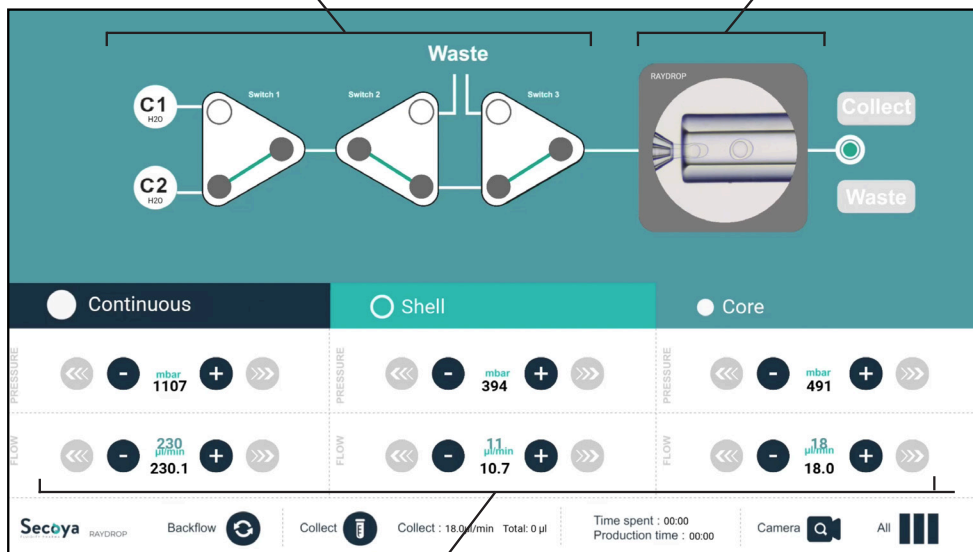 Waste
RAYDROP
C1
H2O
Switch 1
Switch 2
Switch 3
Collect
C2
H2O
Waste
Continuous
Shell
Core
PRESSURE
mbar
1107
PRESSURE
mbar
394
PRESSURE
mbar
491
FLOW
230
µl/min
230.1
FLOW
11
µl/min
10.7
FLOW
18
µl/min
18.0
Secoya RAYDROP
Backflow
Collect
Collect : 18.0µl/min Total: 0 µl
Time spent : 00:00
Production time : 00:00
Camera
All